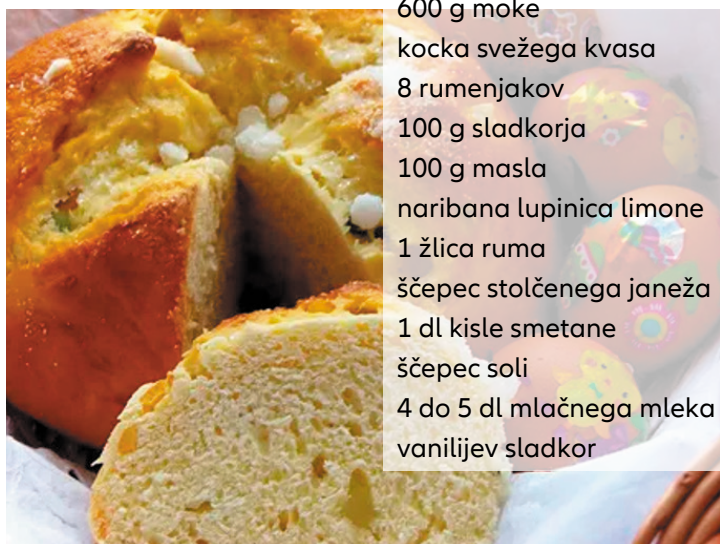 600 g moke
kocka svežega kvasa
8 rumenjakov
100 g sladkorja
100 g masla
naribana lupinica limone
1 žlica ruma
ščepec stolčenega janeža
1 dl kisle smetane
ščepec soli
4 do 5 dl mlačnega mleka
vanilijev sladkor